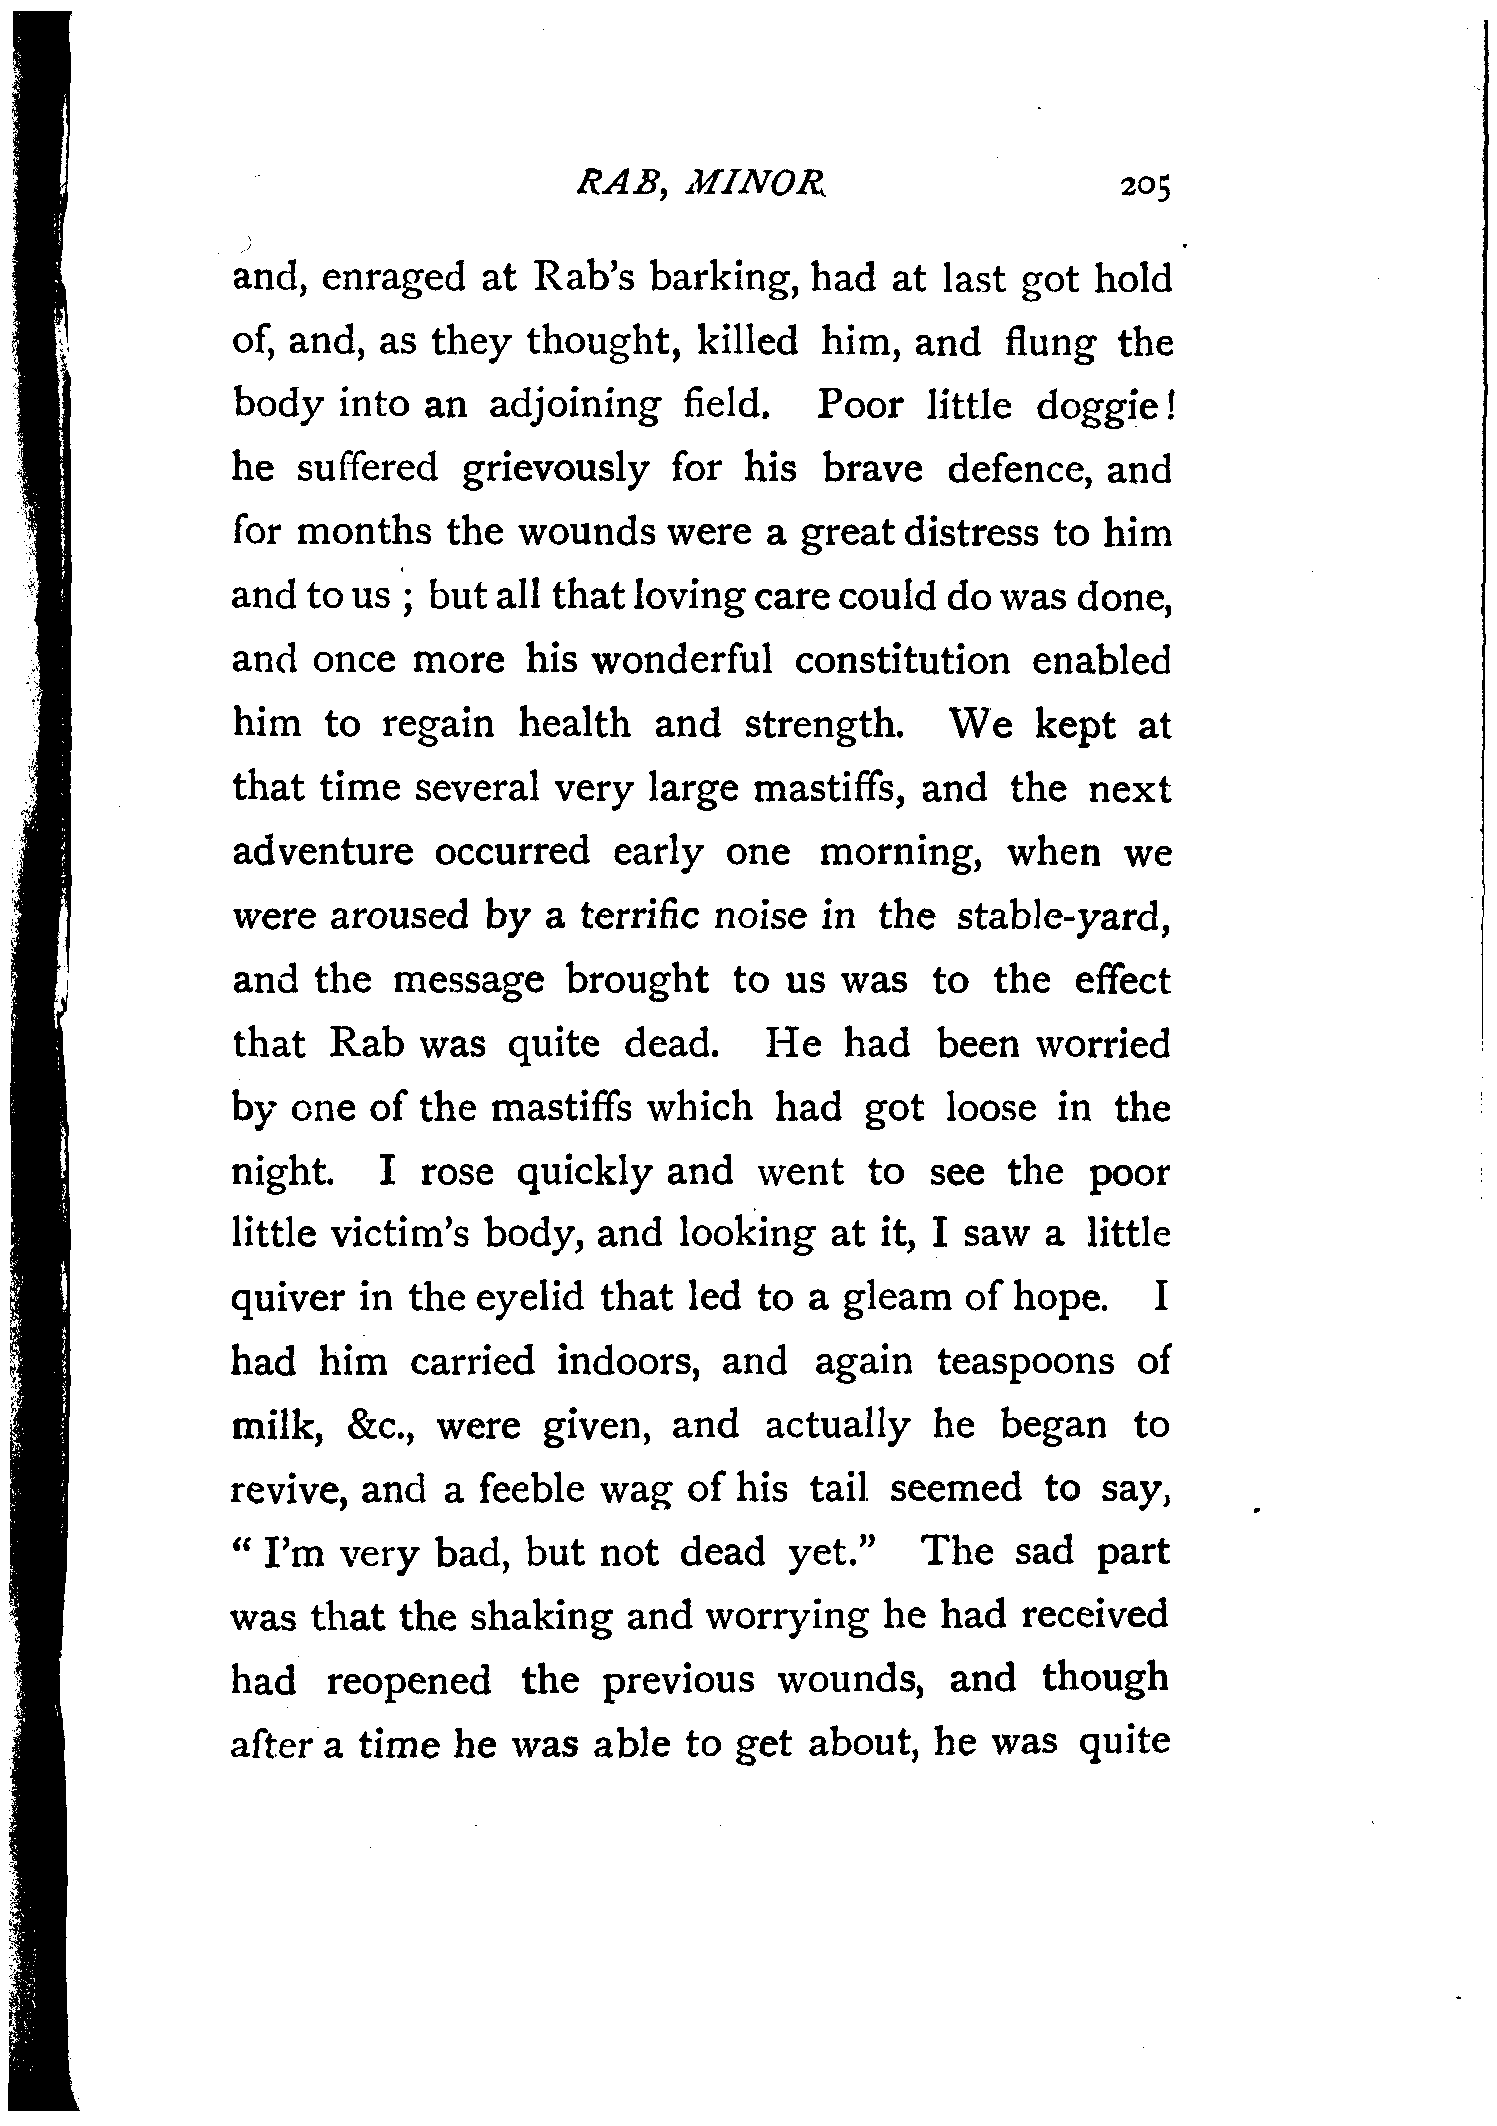 RAB, MINOR 205
and, enraged at Rab's barking, had at last got hold
of, and, as they thought, killed him, and flung the
body into an adjoining field. Poor little doggie!
he suffered grievously for his brave defence, and
for months the wounds were a great distress to him
and to us ; but all that loving care could do was done,
and once more his wonderful constitution enabled
him to regain health and strength. We kept at
that time several very large mastiffs, and the next
adventure occurred early one morning, when we
were aroused by a terrific noise in the stable-yard,
and the message brought to us was to the effect
that Rab was quite dead. He had been worried
by one of the mastiffs which had got loose in the
night. I rose quickly and went to see the poor
little victim's body, and looking at it, I saw a little
quiver in the eyelid that led to a gleam of hope. I
had him carried indoors, and again teaspoons of
milk, &c., were given, and actually he began to
revive, and a feeble wag of his tail seemed to say,
" I'm very bad, but not dead yet." The sad part
was that the shaking and worrying he had received
had reopened the previous wounds, and though
after a time he was able to get about, he was quite